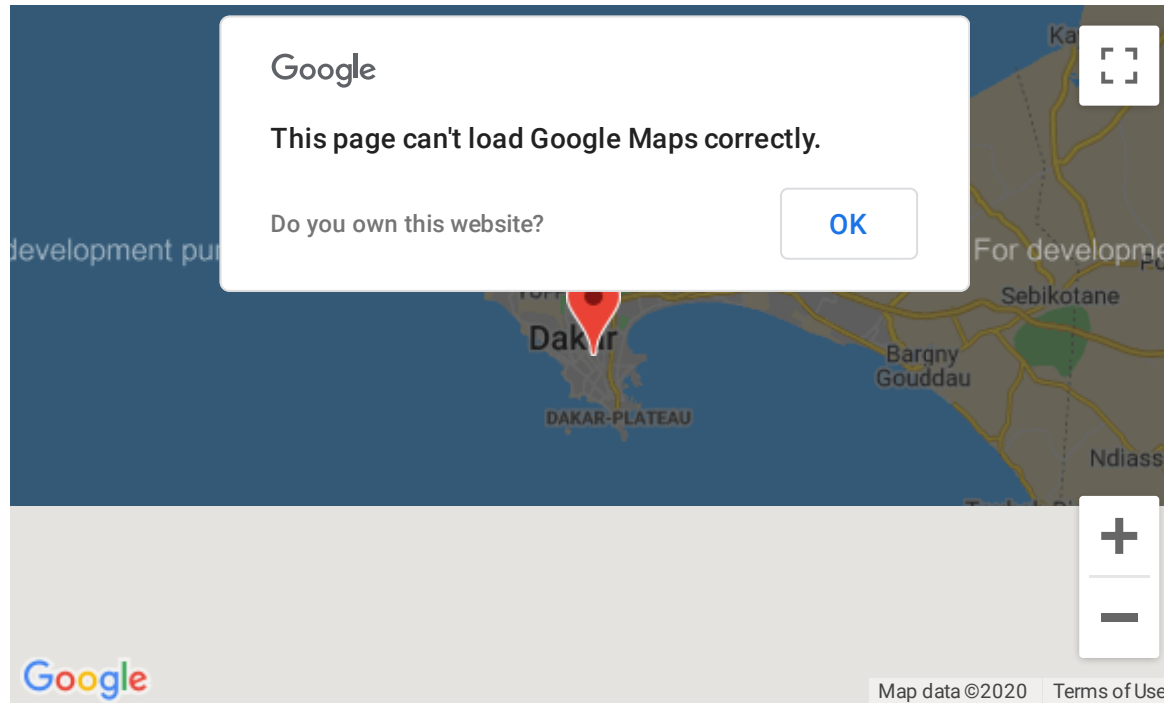 Ka
Google
This page can't load Google Maps correctly.
Do you own this website?
OK
development pur
For developme
Sebikotane
Dakar
Bargny
Gouddau
DAKAR-PLATEAU
Ndiass
Google
Map data ©2020
Terms of Use